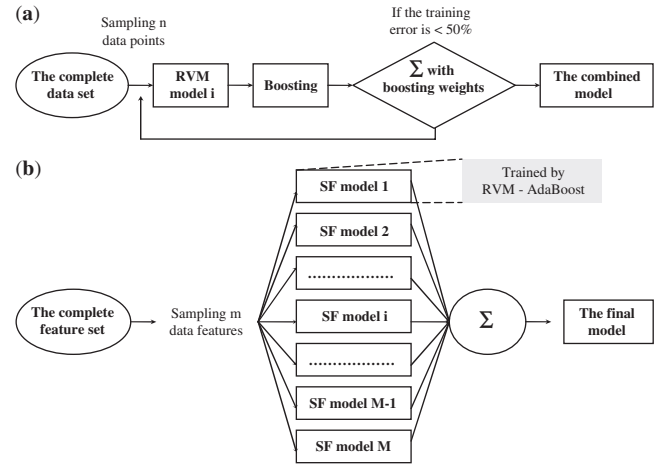 (a)
Sampling n
data points
If the training
error is < 50%
The complete
data set
RVM
model i
Boosting
Σ with
boosting weights
The combined
model
(b)
SF model 1
Trained by
RVM - AdaBoost
SF model 2
..................
The complete
feature set
Sampling m
data features
SF model i
Σ
The final
model
..................
SF model M-1
SF model M